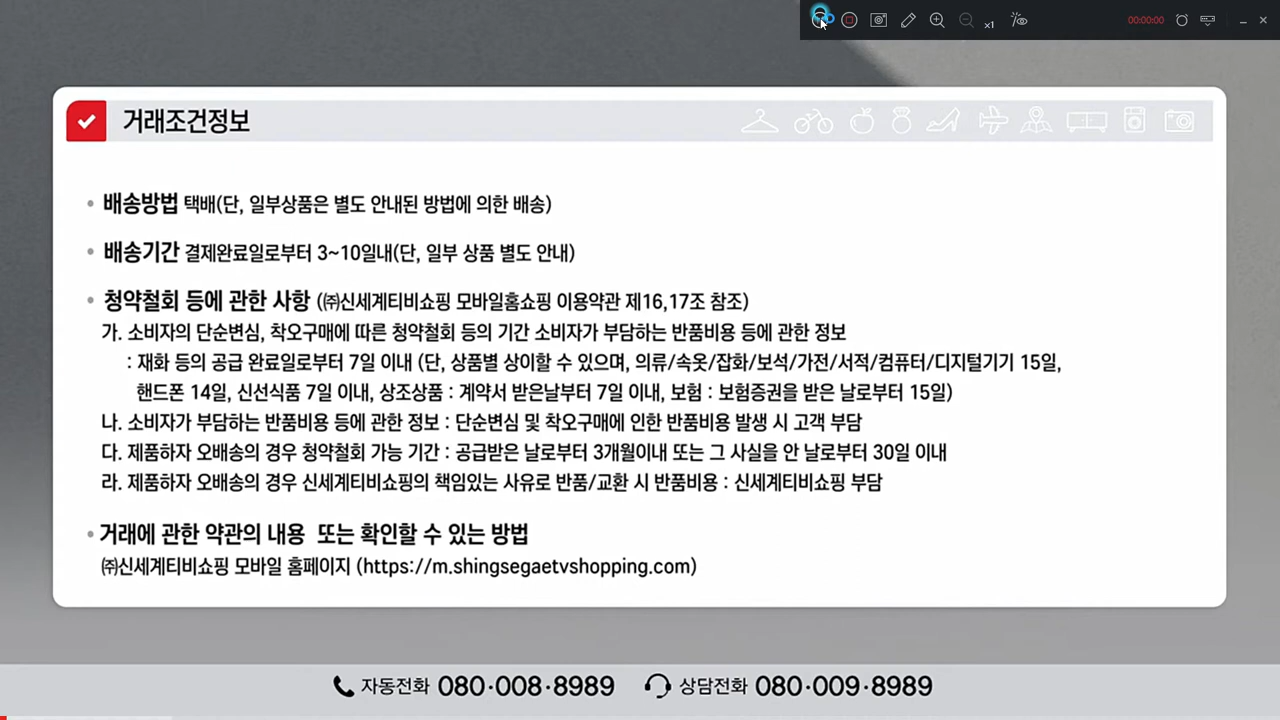 x1
00:00:00
거래조건정보
• 배송방법 택배(단, 일부상품은 별도 안내된 방법에 의한 배송)
• 배송기간 결제완료일로부터 3~10일내(단, 일부 상품 별도 안내)
• 청약철회 등에 관한 사항 (㈜신세계티비쇼핑 모바일홈쇼핑 이용약관 제16,17조 참조)
가. 소비자의 단순변심, 착오구매에 따른 청약철회 등의 기간 소비자가 부담하는 반품비용 등에 관한 정보
: 재화 등의 공급 완료일로부터 7일 이내 (단, 상품별 상이할 수 있으며, 의류/속옷/잡화/보석/가전/서적/컴퓨터/디지털기기 15일,
핸드폰 14일, 신선식품 7일 이내, 상조상품 : 계약서 받은날부터 7일 이내, 보험 : 보험증권을 받은 날로부터 15일)
나. 소비자가 부담하는 반품비용 등에 관한 정보 : 단순변심 및 착오구매에 인한 반품비용 발생 시 고객 부담
다. 제품하자 오배송의 경우 청약철회 가능 기간 : 공급받은 날로부터 3개월이내 또는 그 사실을 안 날로부터 30일 이내
라. 제품하자 오배송의 경우 신세계티비쇼핑의 책임있는 사유로 반품/교환 시 반품비용 : 신세계티비쇼핑 부담
• 거래에 관한 약관의 내용 또는 확인할 수 있는 방법
㈜신세계티비쇼핑 모바일 홈페이지 (https://m.shingsegaetvshopping.com)
자동전화 080·008·8989 상담전화 080·009·8989